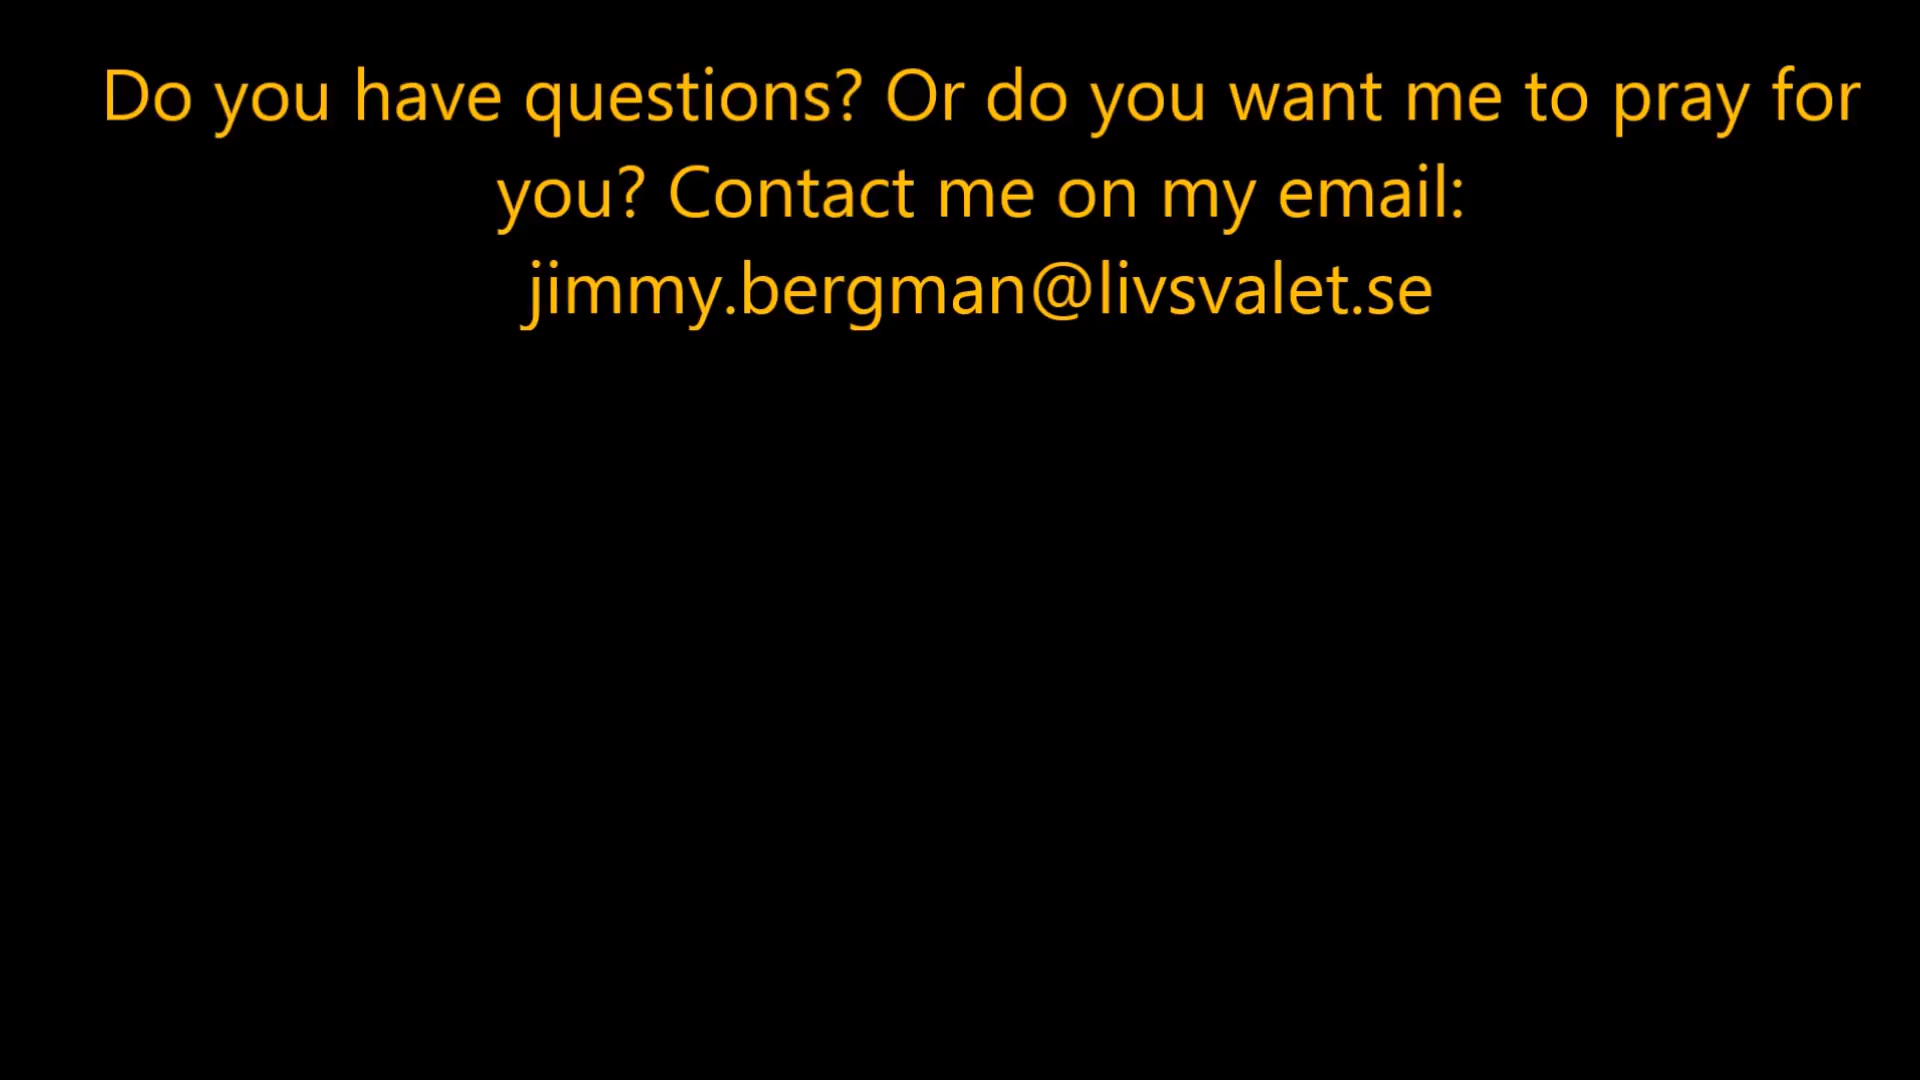 Do you have questions? Or do you want me to pray for
you? Contact me on my email:
jimmy.bergman@livsvalet.se